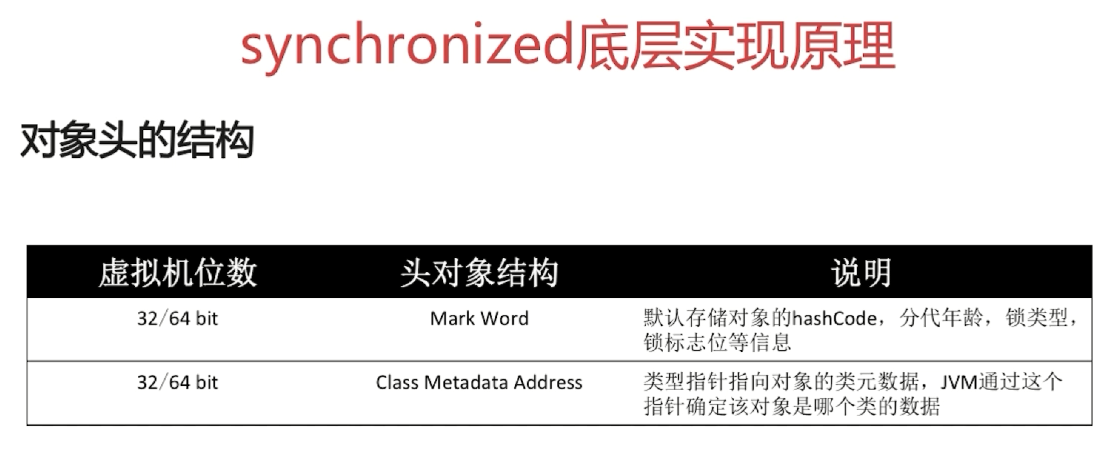 synchronized底层实现原理
对象头的结构
虚拟机位数 头对象结构 说明
32/64 bit Mark Word 默认存储对象的hashCode，分代年龄，锁类型，
锁标志位等信息
32/64 bit Class Metadata Address 类型指针指向对象的类元数据，JVM通过这个
指针确定该对象是哪个类的数据